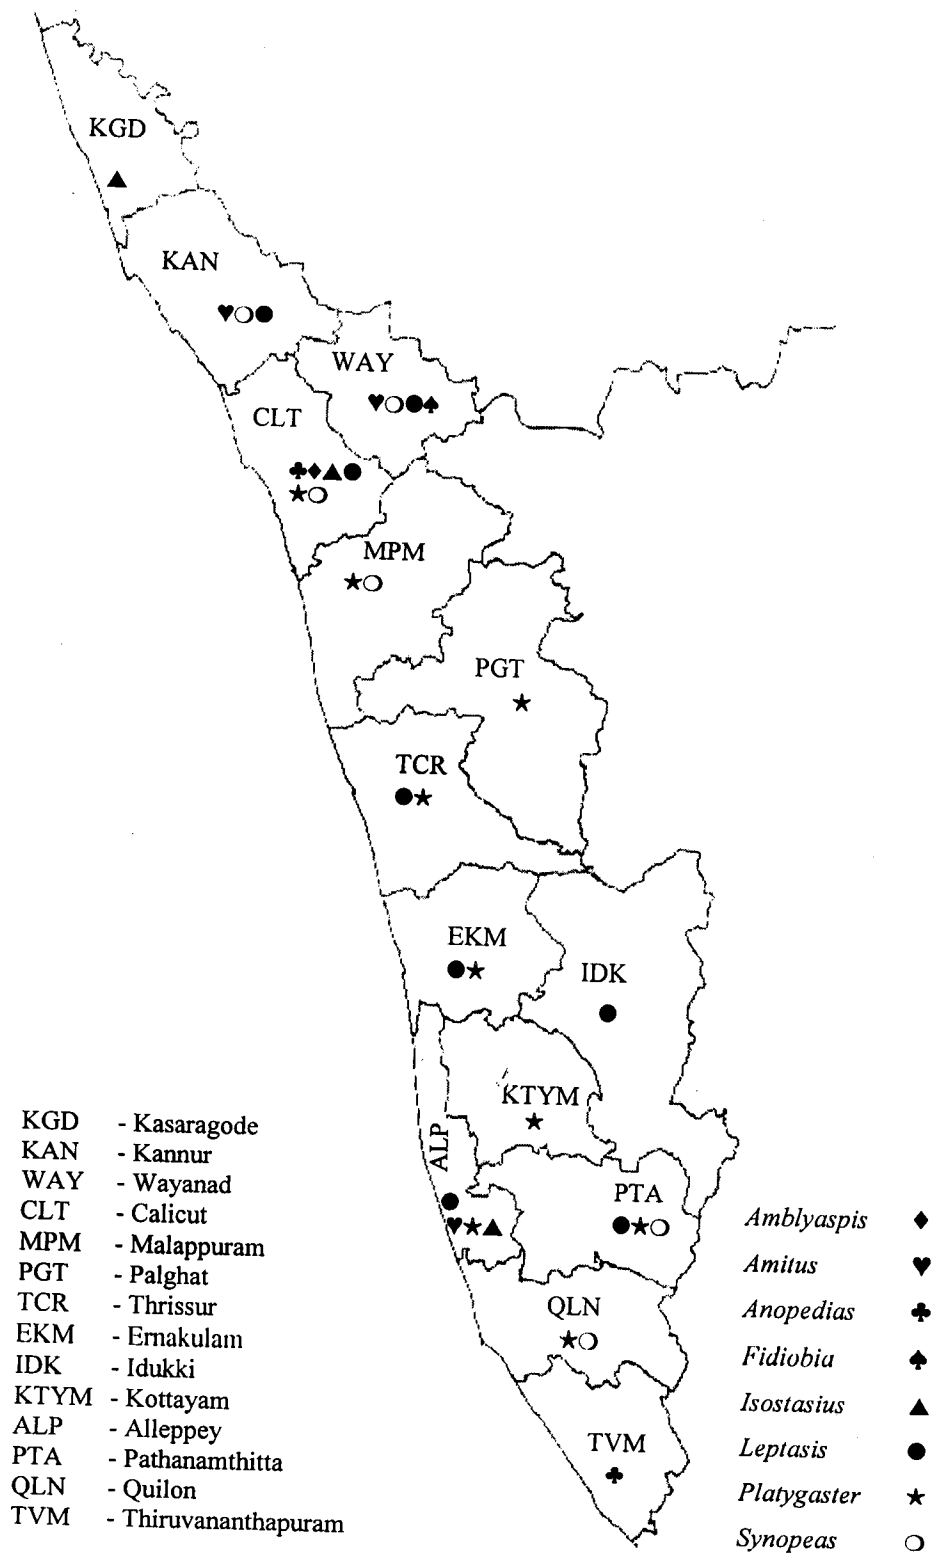 KGD
KAN
WAY
CLT
MPM
PGT
TCR
EKM
IDK
KTYM
ALP
PTA
QLN
TVM
KGD - Kasaragode
KAN - Kannur
WAY - Wayanad
CLT - Calicut
MPM - Malappuram
PGT - Palghat
TCR - Thrissur
EKM - Ernakulam
IDK - Idukki
KTYM - Kottayam
ALP - Alleppey
PTA - Pathanamthitta
QLN - Quilon
TVM - Thiruvananthapuram
Amblyaspis ♦
Amitus ♥
Anopedias ♣
Fidiobia ♠
Isostasius ▲
Leptasis ●
Platygaster ★
Synopeas ❍